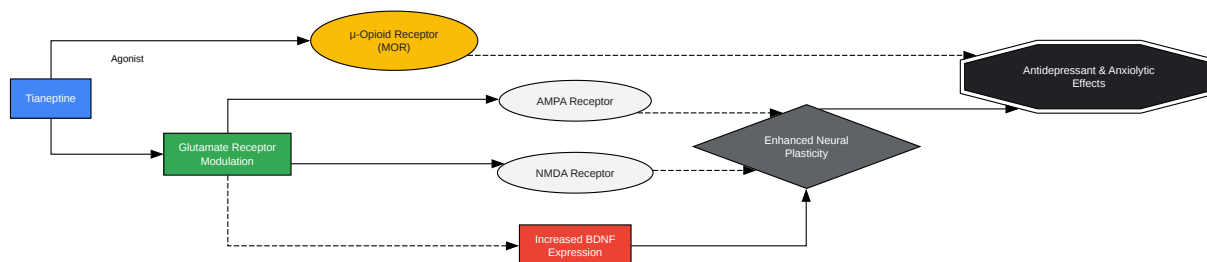 μ-Opioid Receptor
(MOR)
Agonist
Antidepressant & Anxiolytic
Effects
Tianeptine
AMPA Receptor
Glutamate Receptor
Modulation
Enhanced Neural
Plasticity
NMDA Receptor
Increased BDNF
Expression